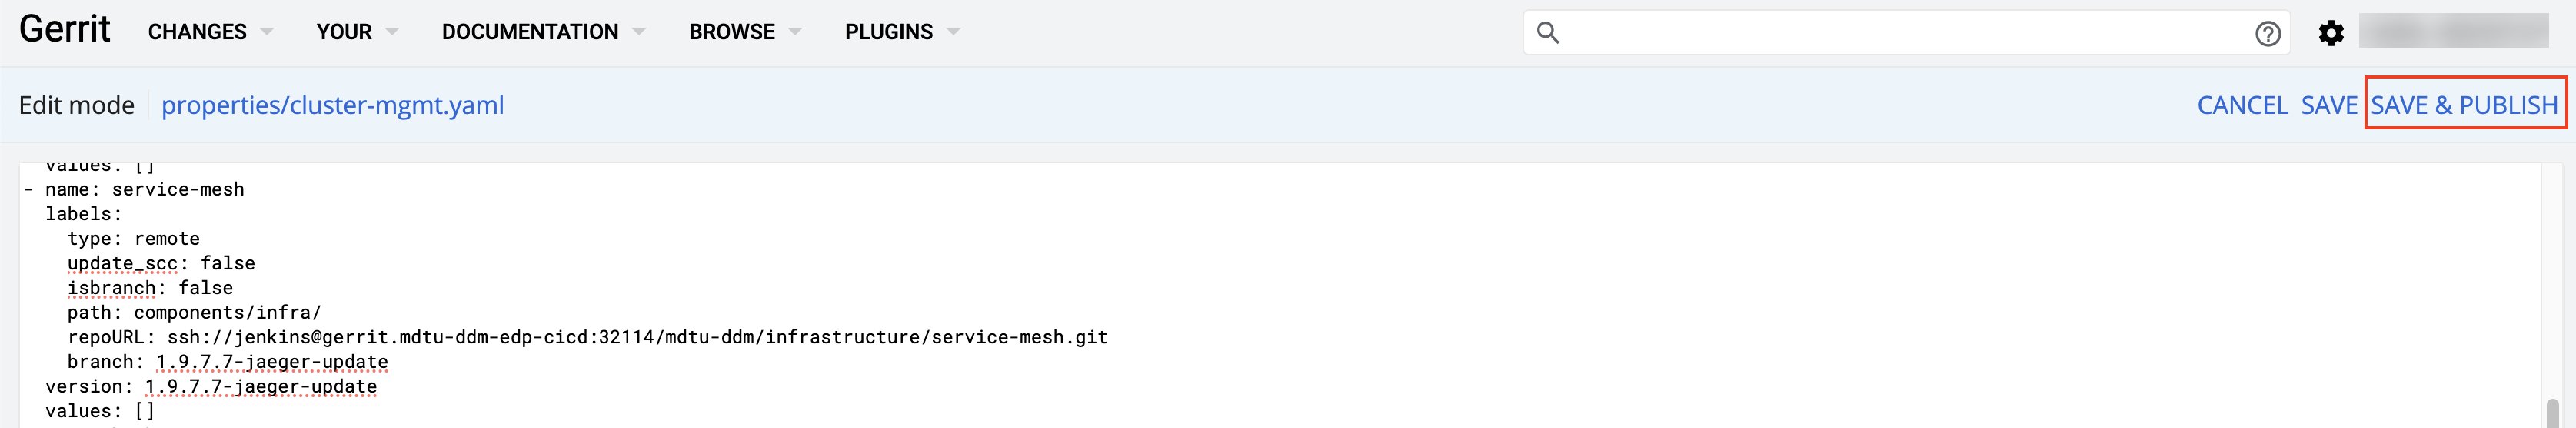 Gerrit CHANGES YOUR DOCUMENTATION BROWSE PLUGINS
Edit mode properties/cluster-mgmt.yaml CANCEL SAVE SAVE & PUBLISH
values: []
- name: service-mesh
labels:
type: remote
update_scc: false
isbranch: false
path: components/infra/
repoURL: ssh://jenkins@gerrit.mdtu-ddm-edp-cicd:32114/mdtu-ddm/infrastructure/service-mesh.git
branch: 1.9.7.7-jaeger-update
version: 1.9.7.7-jaeger-update
values: []